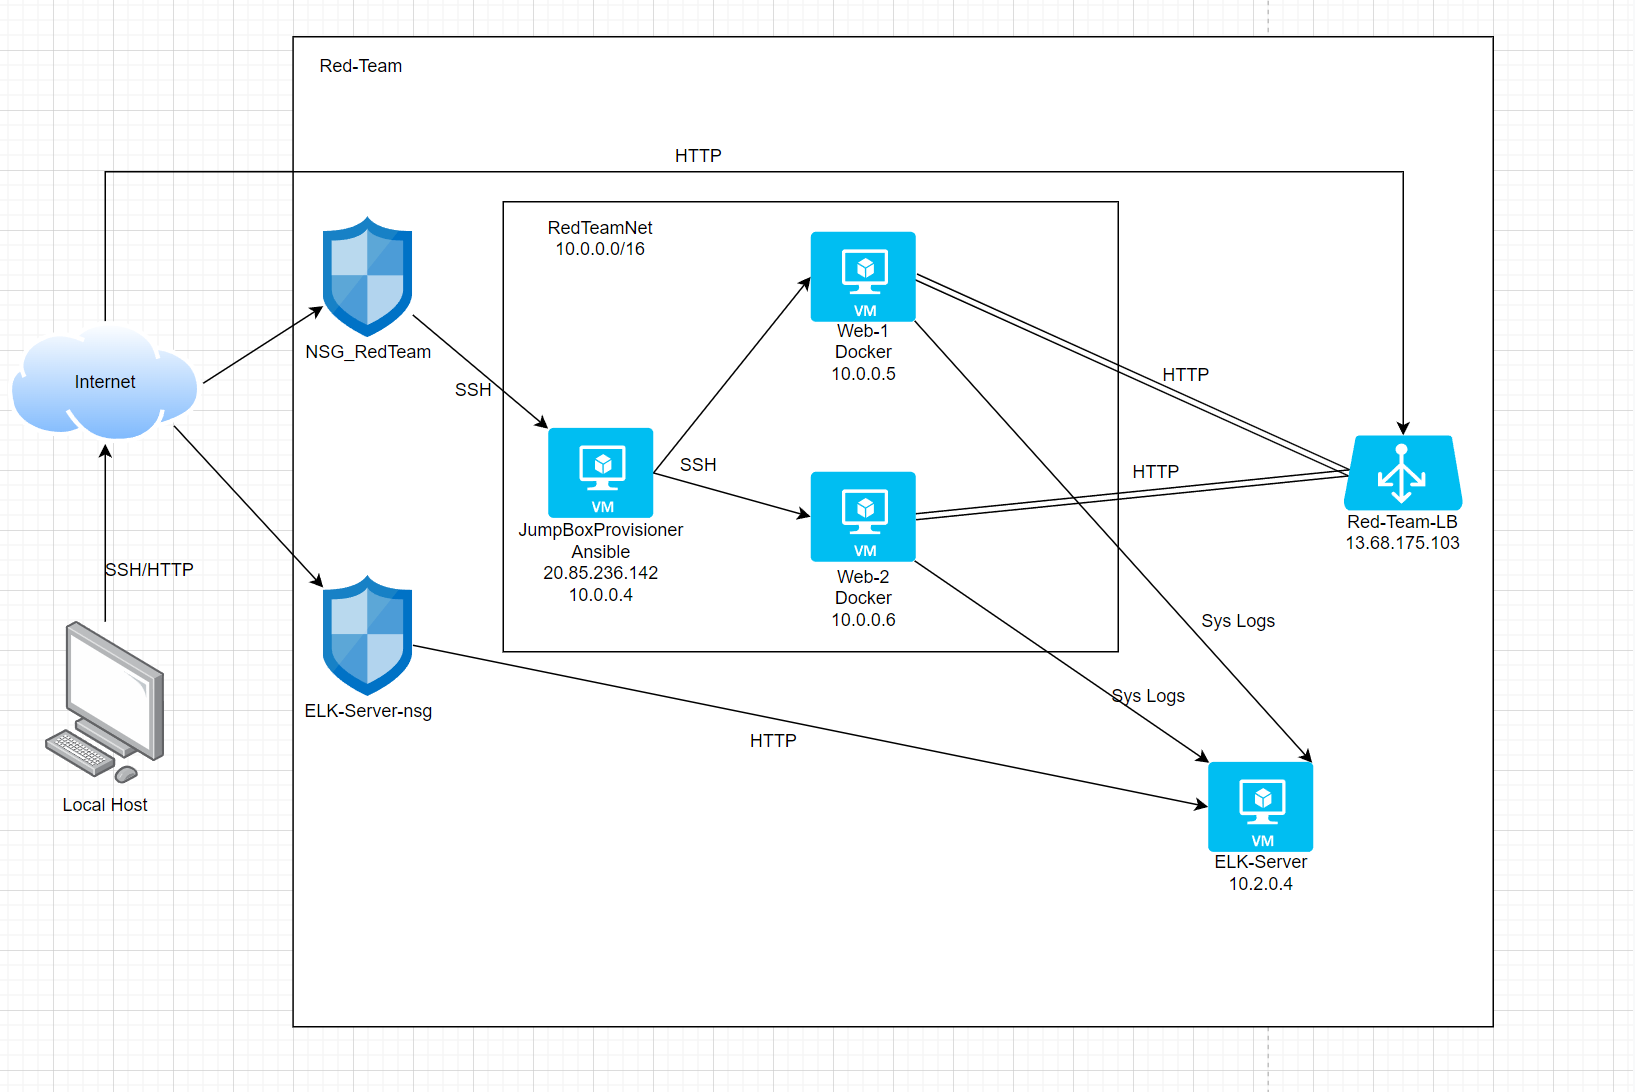 Red-Team
HTTP
RedTeamNet
10.0.0.0/16
VM
Web-1
Docker
10.0.0.5
NSG_RedTeam
Internet
SSH
HTTP
VM
JumpBoxProvisioner
Ansible
20.85.236.142
10.0.0.4
SSH
VM
Web-2
Docker
10.0.0.6
HTTP
Red-Team-LB
13.68.175.103
SSH/HTTP
Sys Logs
Sys Logs
ELK-Server-nsg
HTTP
Local Host
VM
ELK-Server
10.2.0.4